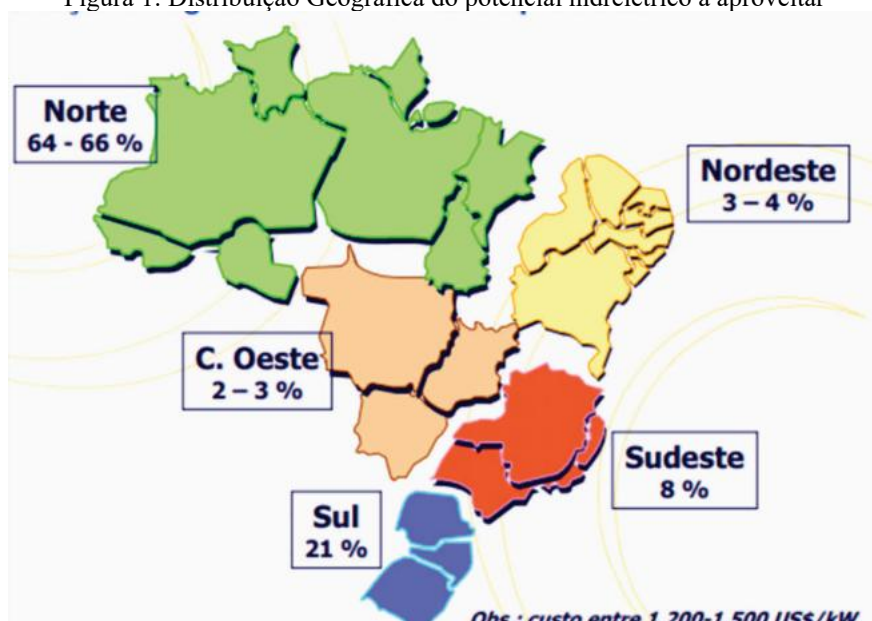 Figura 1: Distribuição Geográfica do potencial hidrelétrico a aproveitar
Norte
64 - 66 %
Nordeste
3 – 4 %
C. Oeste
2 – 3 %
Sudeste
8 %
Sul
21 %
Obs.: custo entre 1.200-1.500 US$/kW